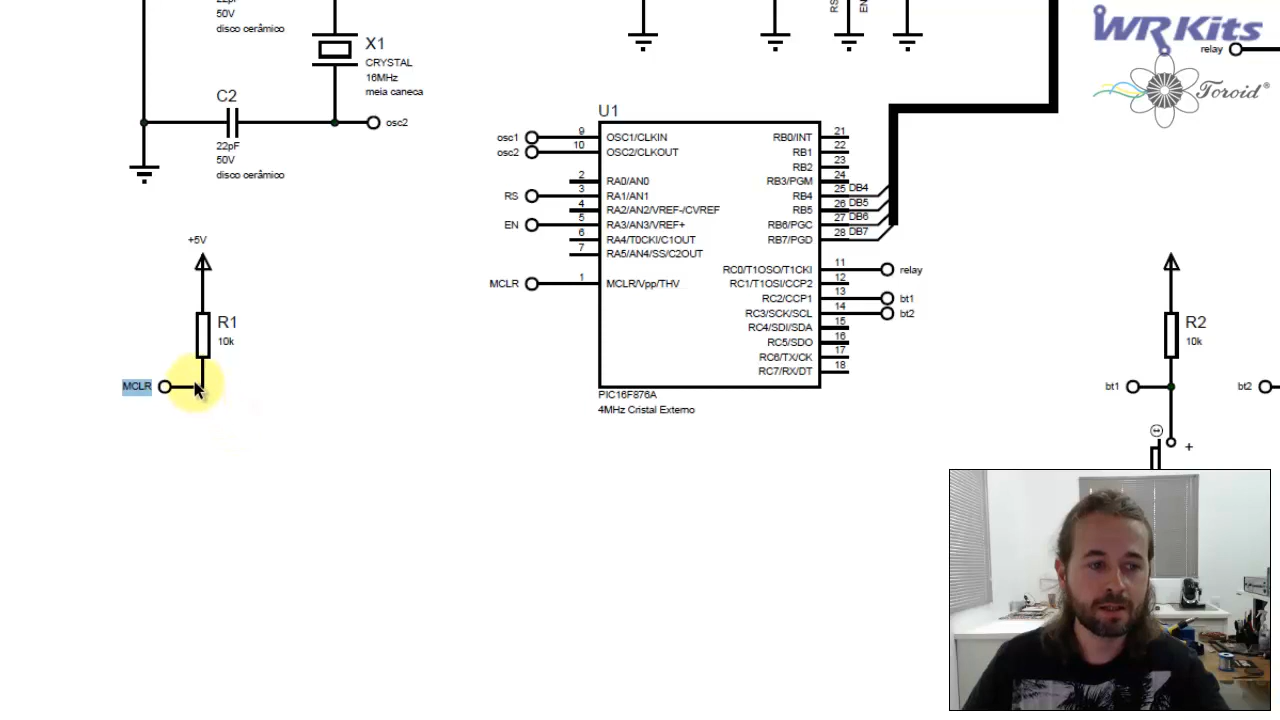 22pF
50V
disco cerâmico
X1
CRYSTAL
16MHz
meia caneca
C2
osc2
22pF
50V
disco cerâmico
RS
EN
WR Kits
relay
Toroid®
U1
osc1 9 OSC1/CLKIN
osc2 10 OSC2/CLKOUT
2 RA0/AN0
RS 3 RA1/AN1
4 RA2/AN2/VREF-/CVREF
EN 5 RA3/AN3/VREF+
6 RA4/T0CKI/C1OUT
7 RA5/AN4/SS/C2OUT
MCLR 1 MCLR/Vpp/THV
RB0/INT 21
RB1 22
RB2 23
RB3/PGM 24
RB4 25 DB4
RB5 26 DB5
RB6/PGC 27 DB6
RB7/PGD 28 DB7
RC0/T1OSO/T1CKI 11 relay
RC1/T1OSI/CCP2 12
RC2/CCP1 13 bt1
RC3/SCK/SCL 14 bt2
RC4/SDI/SDA 15
RC5/SDO 16
RC6/TX/CK 17
RC7/RX/DT 18
PIC16F876A
4MHz Cristal Externo
+5V
R1
10k
MCLR
R2
10k
bt1
bt2
+